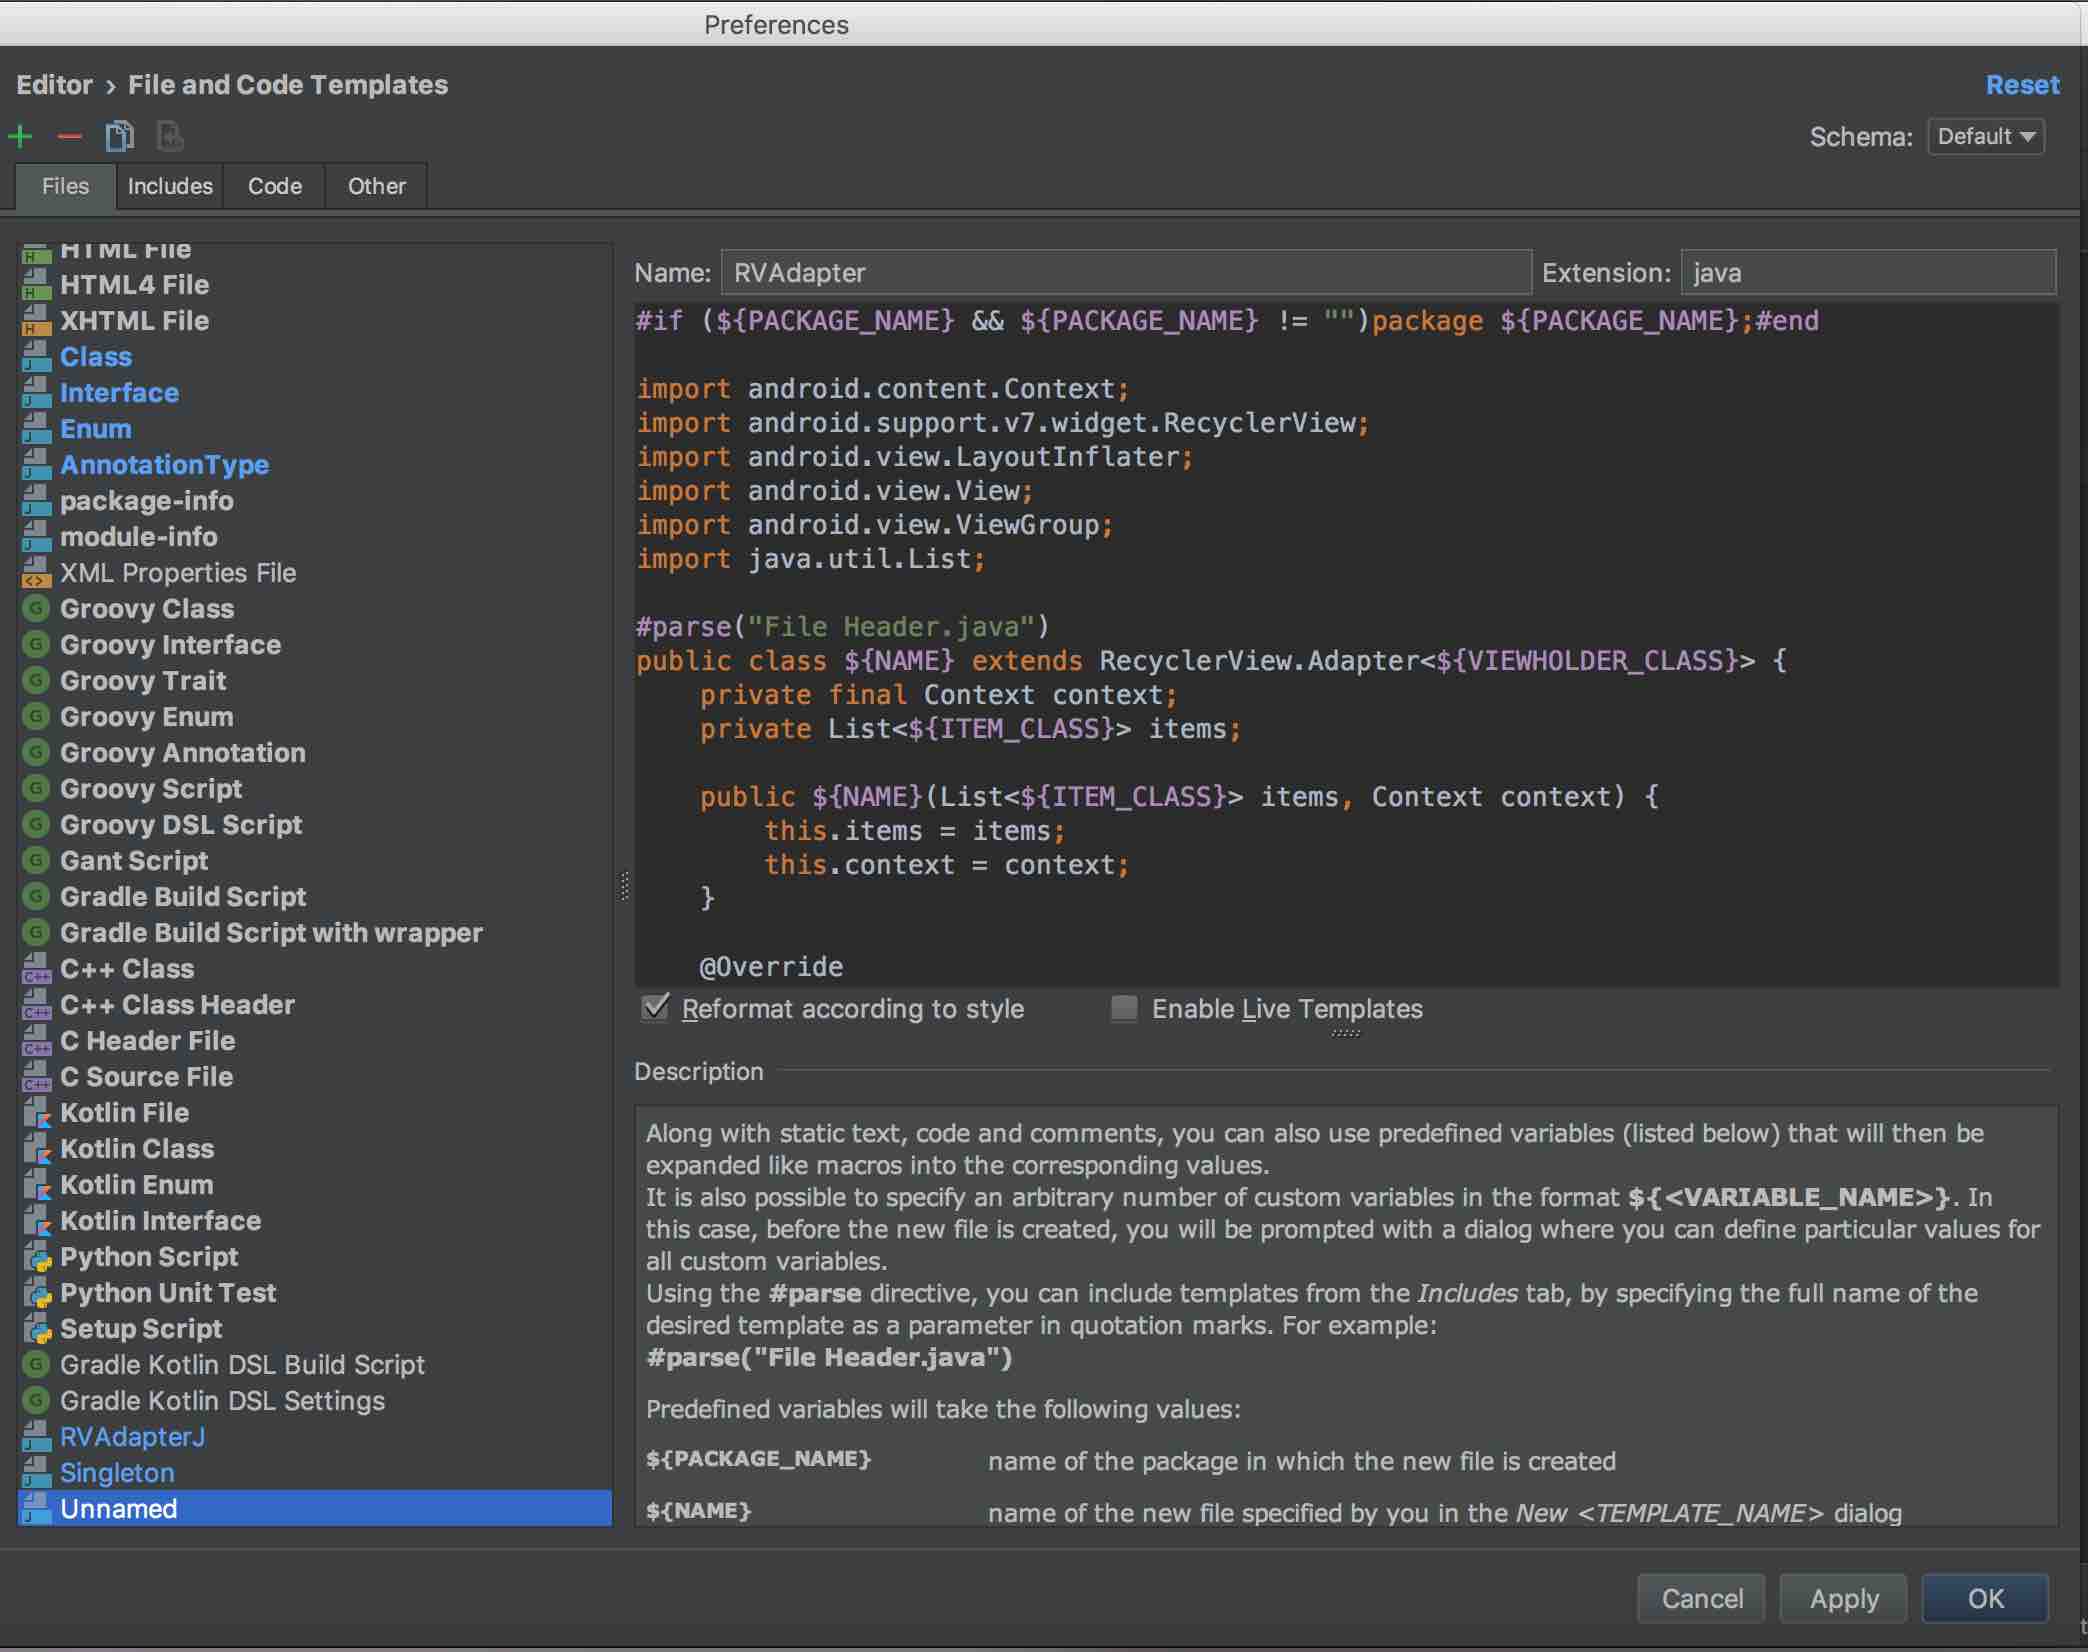 Preferences
Editor › File and Code Templates
Reset
Schema: Default
Files Includes Code Other
HTML File
HTML4 File
XHTML File
Class
Interface
Enum
AnnotationType
package-info
module-info
XML Properties File
Groovy Class
Groovy Interface
Groovy Trait
Groovy Enum
Groovy Annotation
Groovy Script
Groovy DSL Script
Gant Script
Gradle Build Script
Gradle Build Script with wrapper
C++ Class
C++ Class Header
C Header File
C Source File
Kotlin File
Kotlin Class
Kotlin Enum
Kotlin Interface
Python Script
Python Unit Test
Setup Script
Gradle Kotlin DSL Build Script
Gradle Kotlin DSL Settings
RVAdapterJ
Singleton
Unnamed
Name: RVAdapter Extension: java
#if (${PACKAGE_NAME} && ${PACKAGE_NAME} != "")package ${PACKAGE_NAME};#end
import android.content.Context;
import android.support.v7.widget.RecyclerView;
import android.view.LayoutInflater;
import android.view.View;
import android.view.ViewGroup;
import java.util.List;
#parse("File Header.java")
public class ${NAME} extends RecyclerView.Adapter<${VIEWHOLDER_CLASS}> {
private final Context context;
private List<${ITEM_CLASS}> items;
public ${NAME}(List<${ITEM_CLASS}> items, Context context) {
this.items = items;
this.context = context;
}
@Override
Reformat according to style Enable Live Templates
Description
Along with static text, code and comments, you can also use predefined variables (listed below) that will then be
expanded like macros into the corresponding values.
It is also possible to specify an arbitrary number of custom variables in the format ${<VARIABLE_NAME>}. In
this case, before the new file is created, you will be prompted with a dialog where you can define particular values for
all custom variables.
Using the #parse directive, you can include templates from the Includes tab, by specifying the full name of the
desired template as a parameter in quotation marks. For example:
#parse("File Header.java")
Predefined variables will take the following values:
${PACKAGE_NAME} name of the package in which the new file is created
${NAME} name of the new file specified by you in the New <TEMPLATE_NAME> dialog
Cancel Apply OK